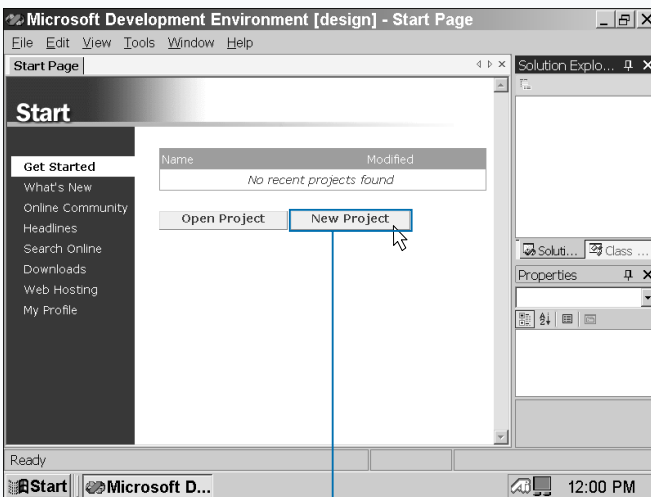 Microsoft Development Environment [design] - Start Page
File Edit View Tools Window Help
Start Page
Solution Explo...
Start
Get Started
What's New
Online Community
Headlines
Search Online
Downloads
Web Hosting
My Profile
Name Modified
No recent projects found
Open Project New Project
Soluti... Class ...
Properties
Ready
Start Microsoft D... 12:00 PM